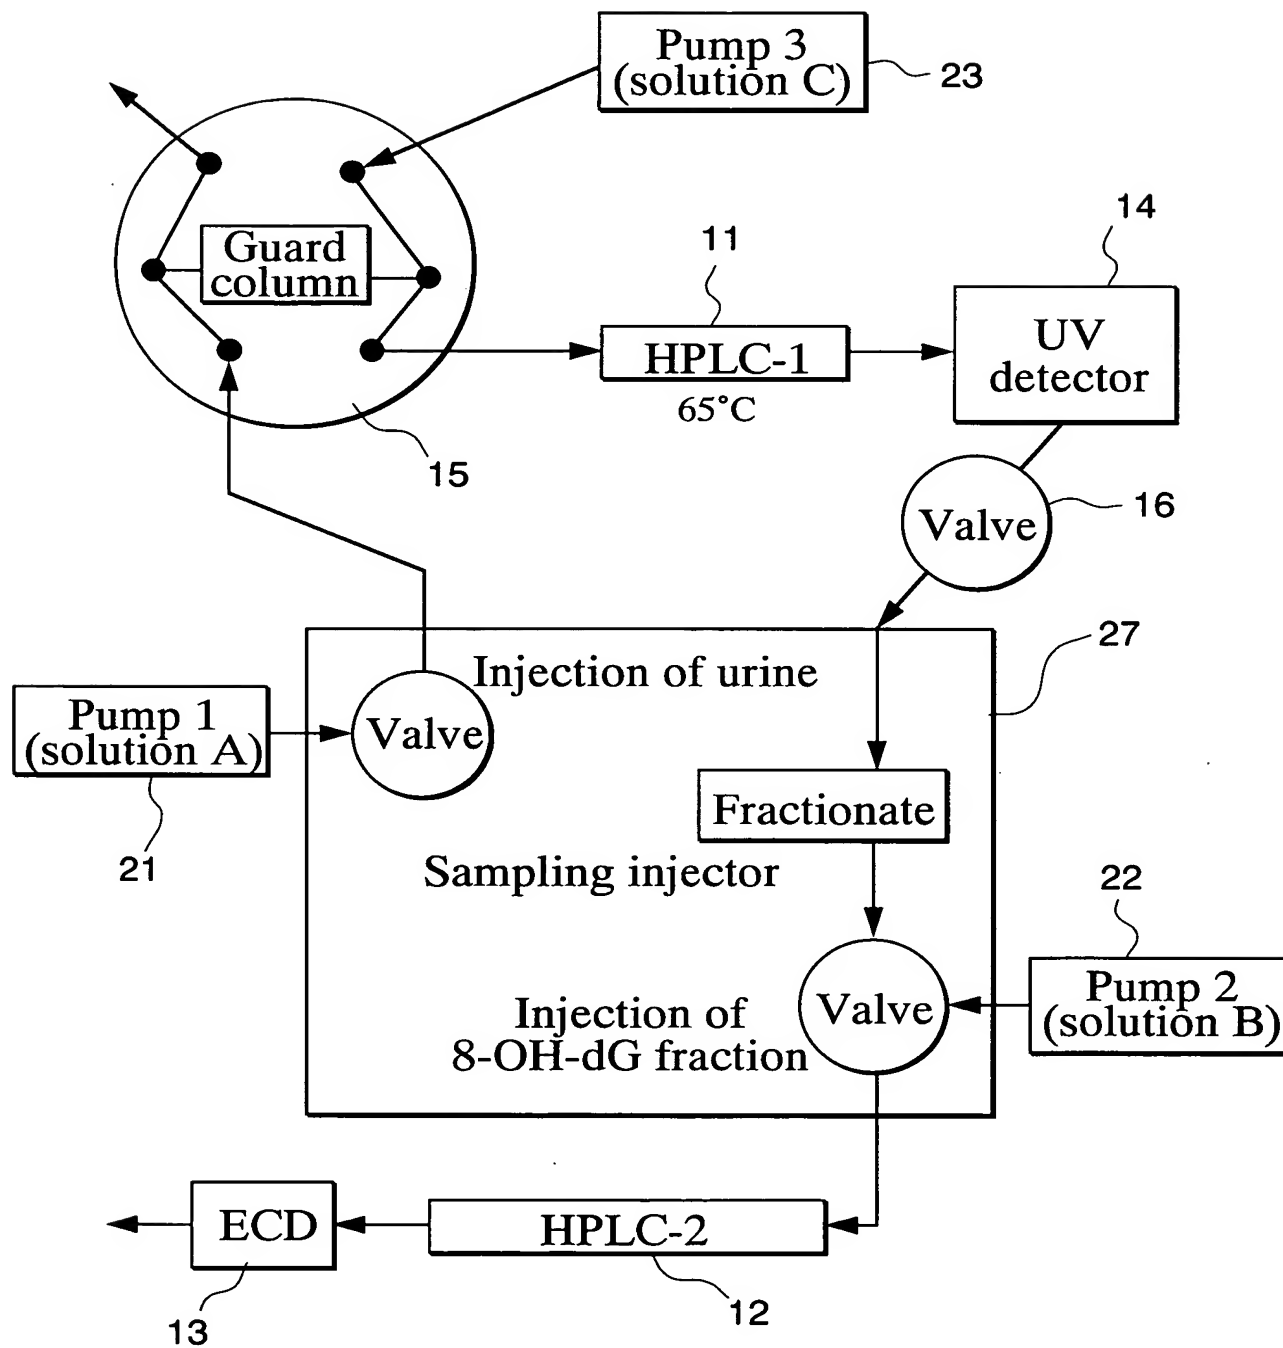 Pump 3
(solution C)
23
Guard
column
11
14
HPLC-1
65°C
UV
detector
15
Valve
16
27
Injection of urine
Pump 1
(solution A)
Valve
21
Fractionate
Sampling injector
22
Injection of
8-OH-dG fraction
Valve
Pump 2
(solution B)
ECD
HPLC-2
13
12